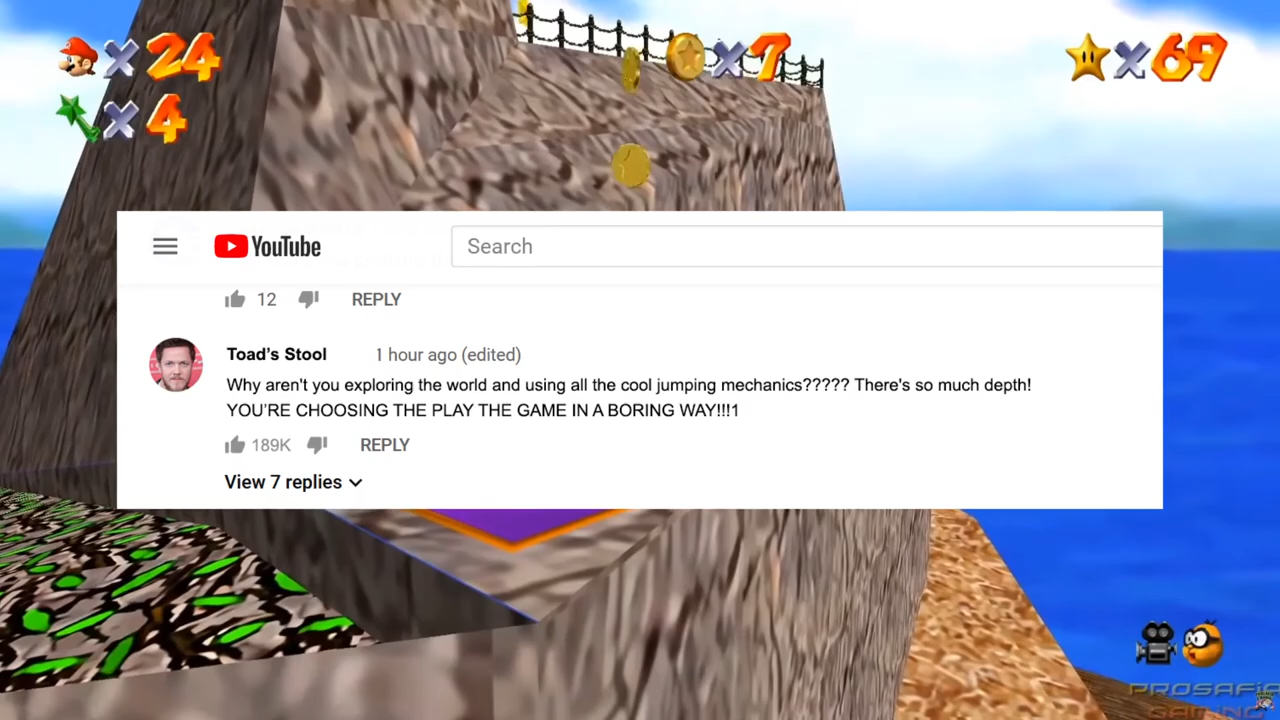 x 24
x 7
x 69
x 4
YouTube
Search
12
REPLY
Toad's Stool 1 hour ago (edited)
Why aren't you exploring the world and using all the cool jumping mechanics????? There's so much depth!
YOU'RE CHOOSING THE PLAY THE GAME IN A BORING WAY!!!1
189K
REPLY
View 7 replies
PROSAFIA
GAMING